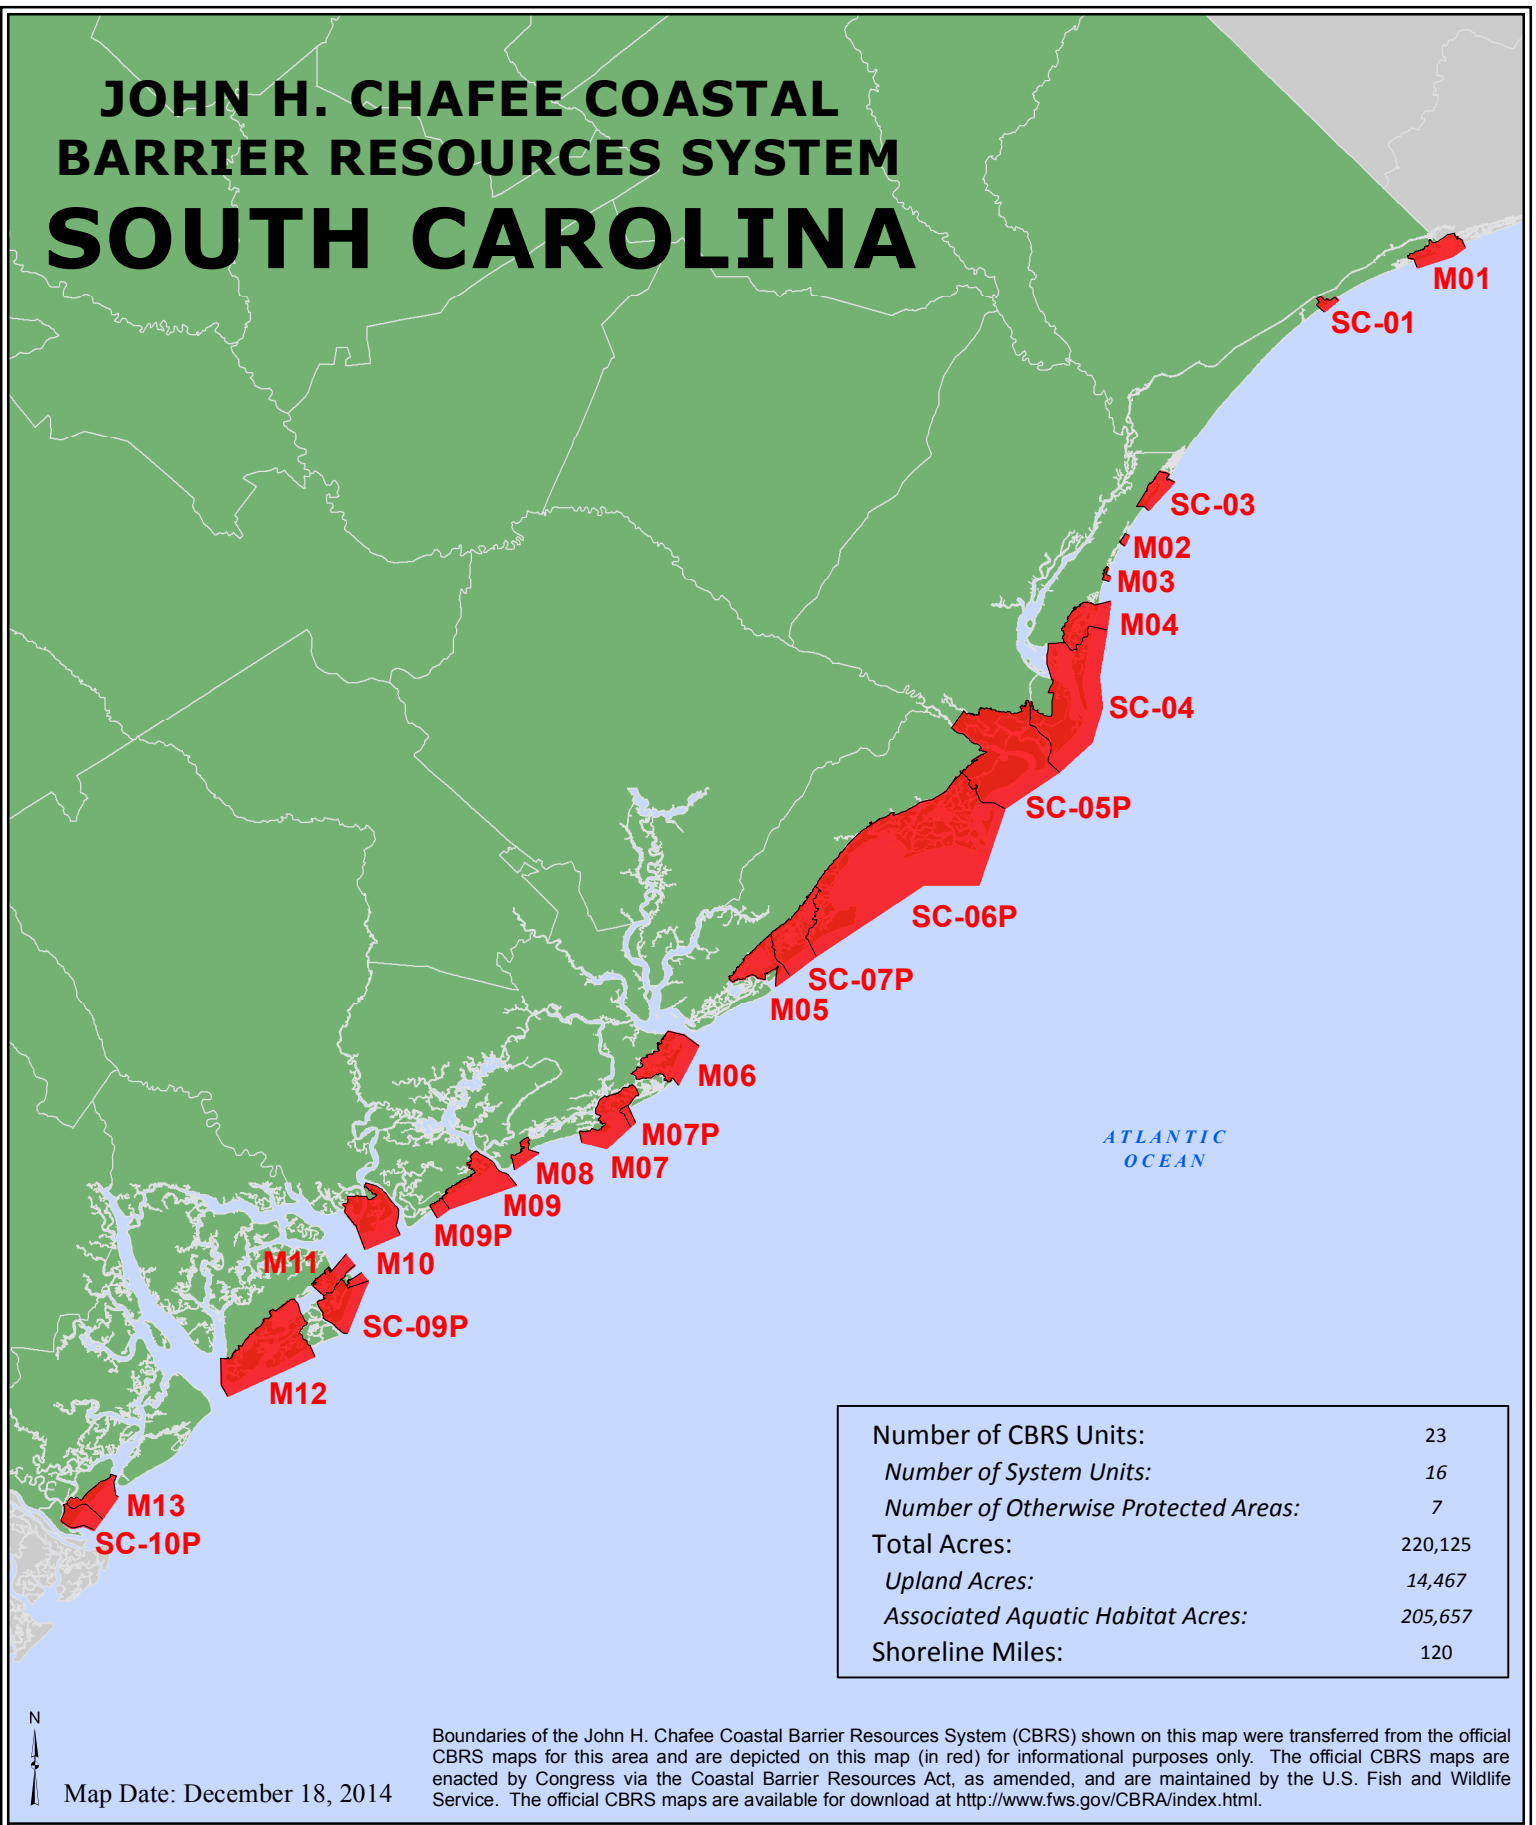 JOHN H. CHAFEE COASTAL
BARRIER RESOURCES SYSTEM
SOUTH CAROLINA
M01
SC-01
SC-03
M02
M03
M04
SC-04
SC-05P
SC-06P
SC-07P
M05
M06
M07P
M07
M08
M09
M09P
M10
M11
SC-09P
M12
M13
SC-10P
ATLANTIC
OCEAN
Number of CBRS Units: 23
Number of System Units: 16
Number of Otherwise Protected Areas: 7
Total Acres: 220,125
Upland Acres: 14,467
Associated Aquatic Habitat Acres: 205,657
Shoreline Miles: 120
N
Map Date: December 18, 2014
Boundaries of the John H. Chafee Coastal Barrier Resources System (CBRS) shown on this map were transferred from the official
CBRS maps for this area and are depicted on this map (in red) for informational purposes only. The official CBRS maps are
enacted by Congress via the Coastal Barrier Resources Act, as amended, and are maintained by the U.S. Fish and Wildlife
Service. The official CBRS maps are available for download at http://www.fws.gov/CBRA/index.html.